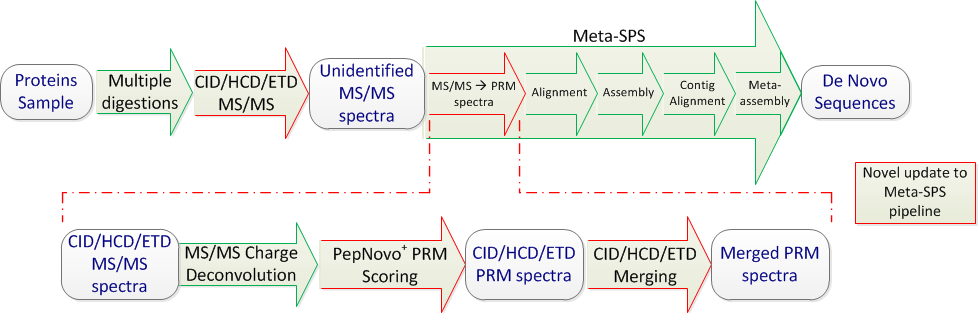 Meta-SPS
Proteins
Sample
Multiple
digestions
CID/HCD/ETD
MS/MS
Unidentified
MS/MS
spectra
MS/MS → PRM
spectra
Alignment
Assembly
Contig
Alignment
Meta-
assembly
De Novo
Sequences
Novel update to
Meta-SPS
pipeline
CID/HCD/ETD
MS/MS
spectra
MS/MS Charge
Deconvolution
PepNovo⁺ PRM
Scoring
CID/HCD/ETD
PRM spectra
CID/HCD/ETD
Merging
Merged PRM
spectra